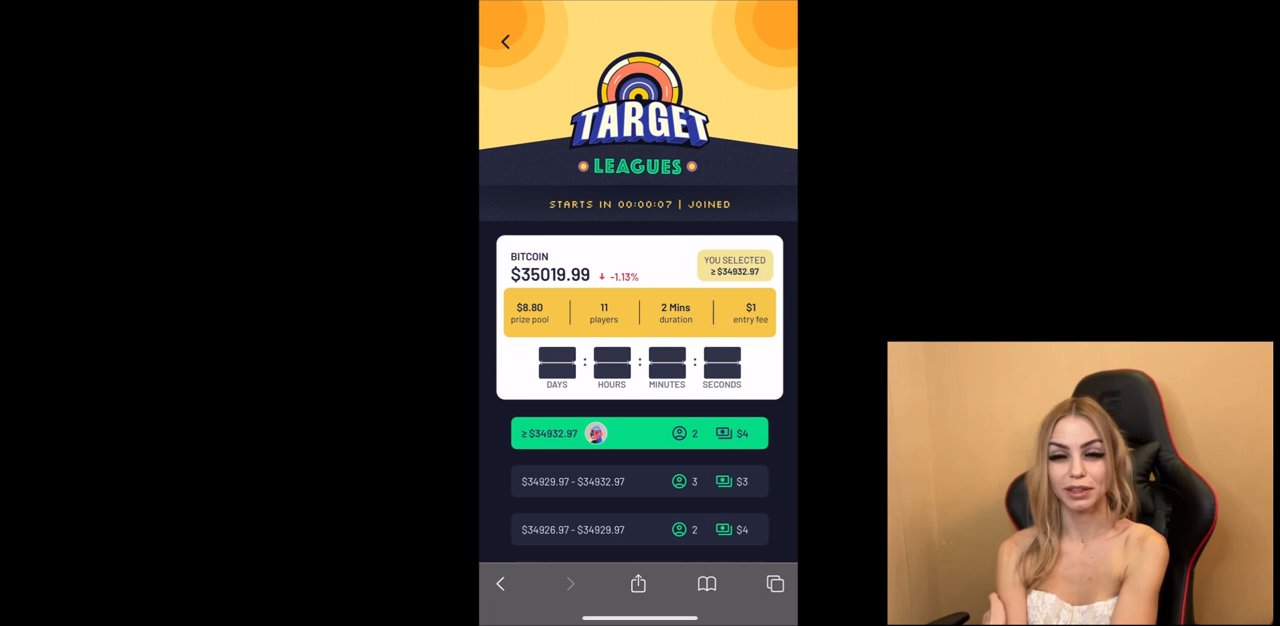 TARGET
LEAGUES
STARTS IN 00:00:07 | JOINED
BITCOIN
$35019.99 ↓ -1.13%
YOU SELECTED
≥ $34932.97
$8.80 11 2 Mins $1
prize pool players duration entry fee
: : :
DAYS HOURS MINUTES SECONDS
≥ $34932.97 2 $4
$34929.97 - $34932.97 3 $3
$34926.97 - $34929.97 2 $4